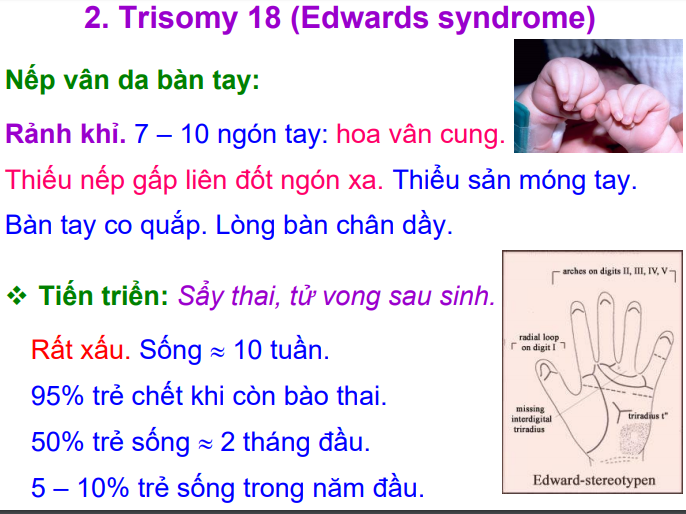 2. Trisomy 18 (Edwards syndrome)
Nếp vân da bàn tay:
Rảnh khỉ. 7 – 10 ngón tay: hoa vân cung.
Thiếu nếp gấp liên đốt ngón xa. Thiểu sản móng tay.
Bàn tay co quắp. Lòng bàn chân dầy.
❖ Tiến triển: Sẩy thai, tử vong sau sinh.
Rất xấu. Sống ≈ 10 tuần.
95% trẻ chết khi còn bào thai.
50% trẻ sống ≈ 2 tháng đầu.
5 – 10% trẻ sống trong năm đầu.
arches on digits II, III, IV, V
radial loop
on digit I
missing
interdigital
triradius
triradius t"
Edward-stereotypen